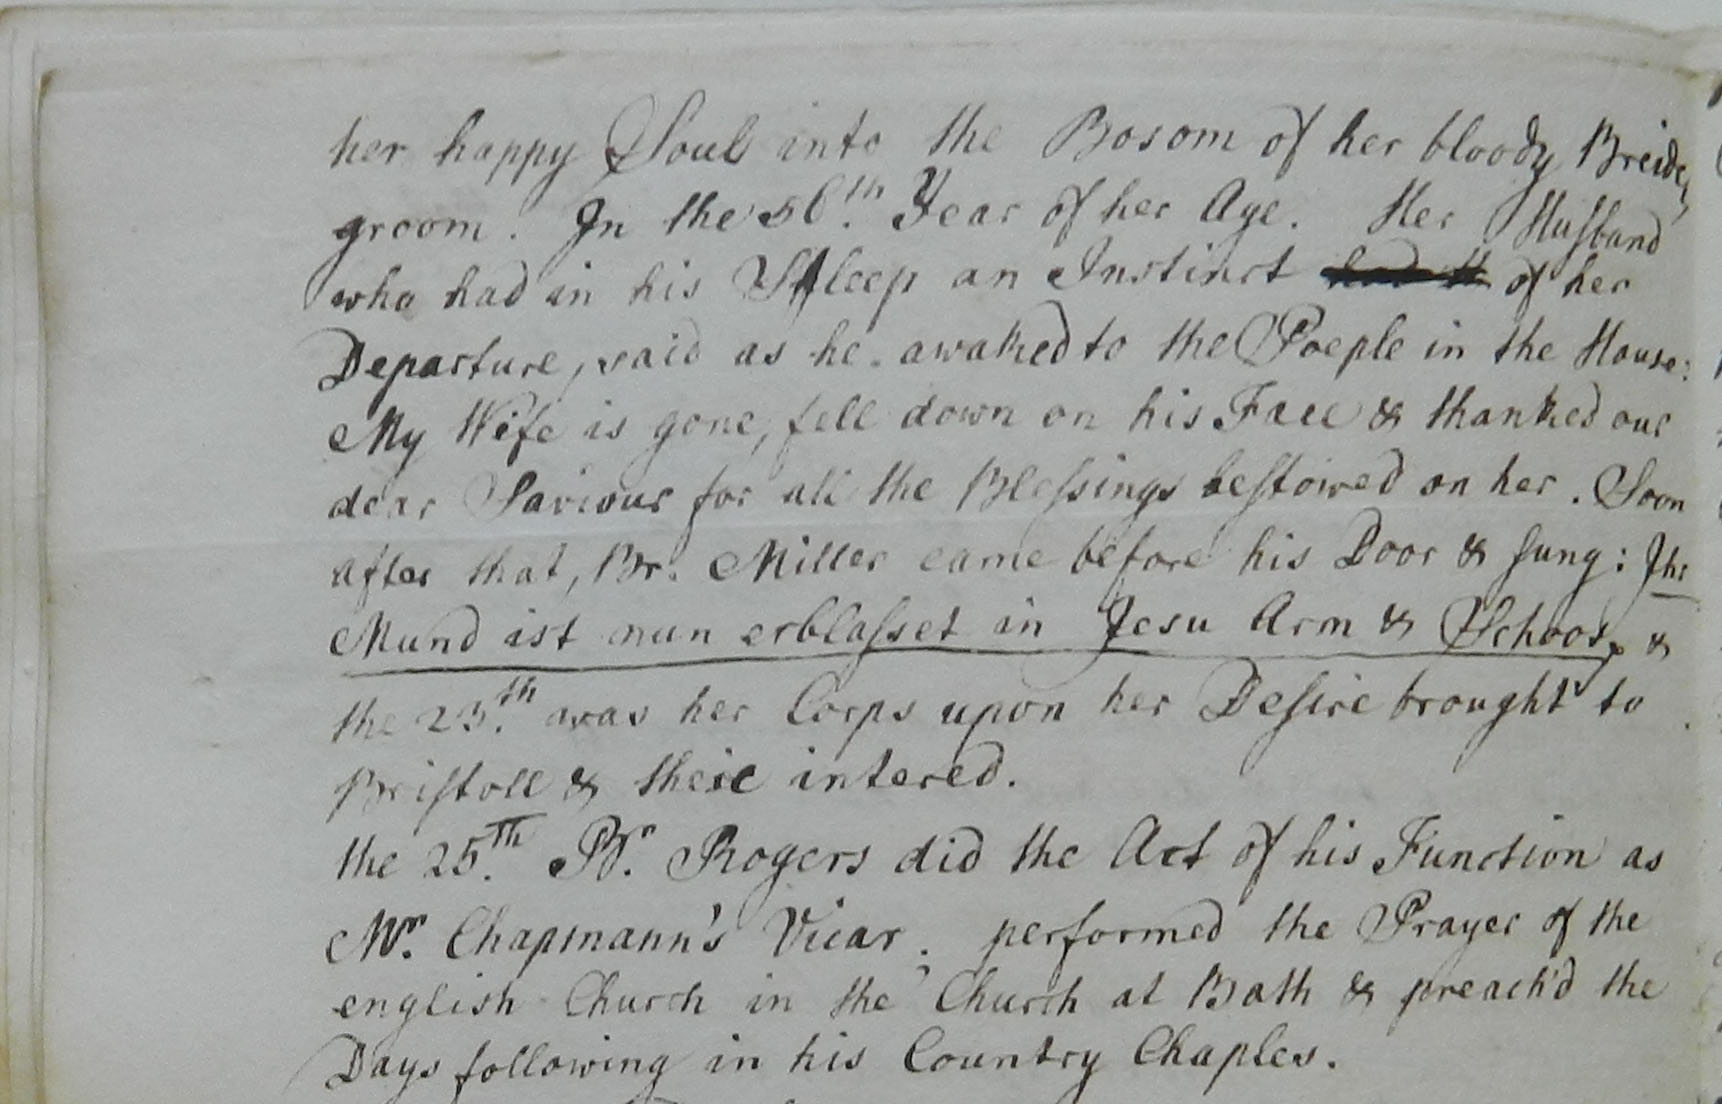 her happy Soul into the Bosom of her bloody Breide
groom. In the 56th. Year of her Age. Her Husband
who had in his Sleep an Instinct of her
Departure, said as he awaked to the Poeple in the House:
My Wife is gone, fell down on his Face & thanked our
dear Saviour for all the Blessings bestowed on her. Soon
after that, Br. Miller came before his Door & sung: Ihr
Mund ist nun erblasset in Jesu Arm & Schoos, &
the 23th. was her Corps upon her Desire brought to
Bristoll & their intered.
the 25th. Br. Rogers did the Act of his Function as
Mr. Chapmann's Vicar, performed the Prayer of the
english Church in the Church at Bath & preach'd the
Days following in his Country Chaples.